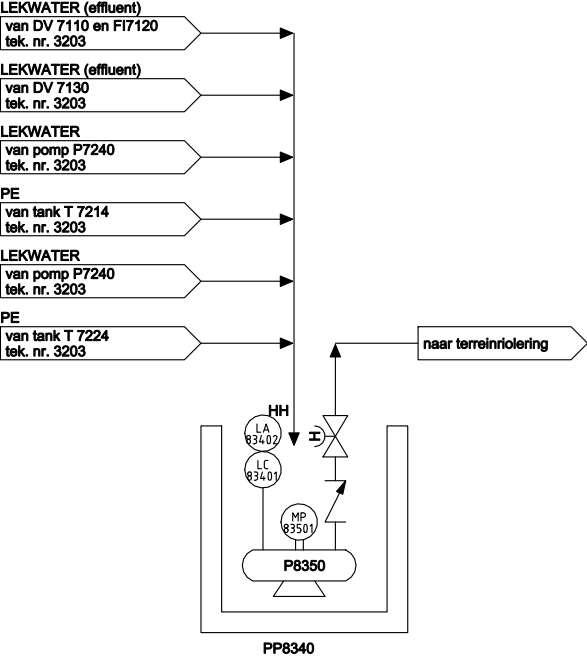 LEKWATER (effluent)
van DV 7110 en FI7120
tek. nr. 3203
LEKWATER (effluent)
van DV 7130
tek. nr. 3203
LEKWATER
van pomp P7240
tek. nr. 3203
PE
van tank T 7214
tek. nr. 3203
LEKWATER
van pomp P7240
tek. nr. 3203
PE
van tank T 7224
tek. nr. 3203
naar terreinriolering
HH
LA
83402
H
LC
83401
MP
83501
P8350
PP8340